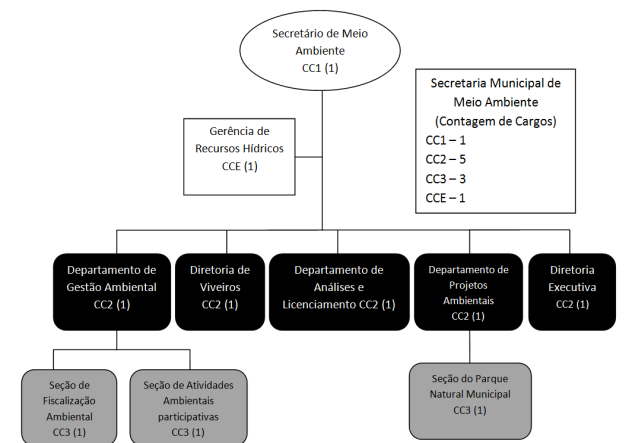 Secretário de Meio
Ambiente
CC1 (1)
Secretaria Municipal de
Meio Ambiente
(Contagem de Cargos)
CC1 – 1
CC2 – 5
CC3 – 3
CCE – 1
Gerência de
Recursos Hídricos
CCE (1)
Departamento de
Gestão Ambiental
CC2 (1)
Diretoria de
Viveiros
CC2 (1)
Departamento de
Análises e
Licenciamento CC2 (1)
Departamento de
Projetos
Ambientais
CC2 (1)
Diretoria
Executiva
CC2 (1)
Seção de
Fiscalização
Ambiental
CC3 (1)
Seção de Atividades
Ambientais
participativas
CC3 (1)
Seção do Parque
Natural Municipal
CC3 (1)